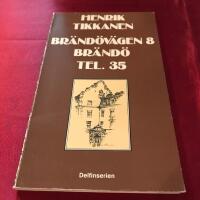 HENRIK
TIKKANEN
BRÄNDÖVÄGEN 8
BRÄNDÖ
TEL. 35
Delfinserien